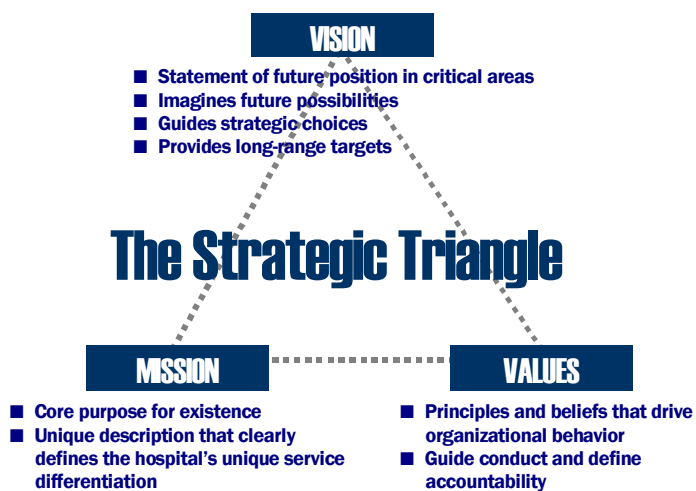 VISION
■ Statement of future position in critical areas
■ Imagines future possibilities
■ Guides strategic choices
■ Provides long-range targets
The Strategic Triangle
MISSION
■ Core purpose for existence
■ Unique description that clearly
defines the hospital's unique service
differentiation
VALUES
■ Principles and beliefs that drive
organizational behavior
■ Guide conduct and define
accountability